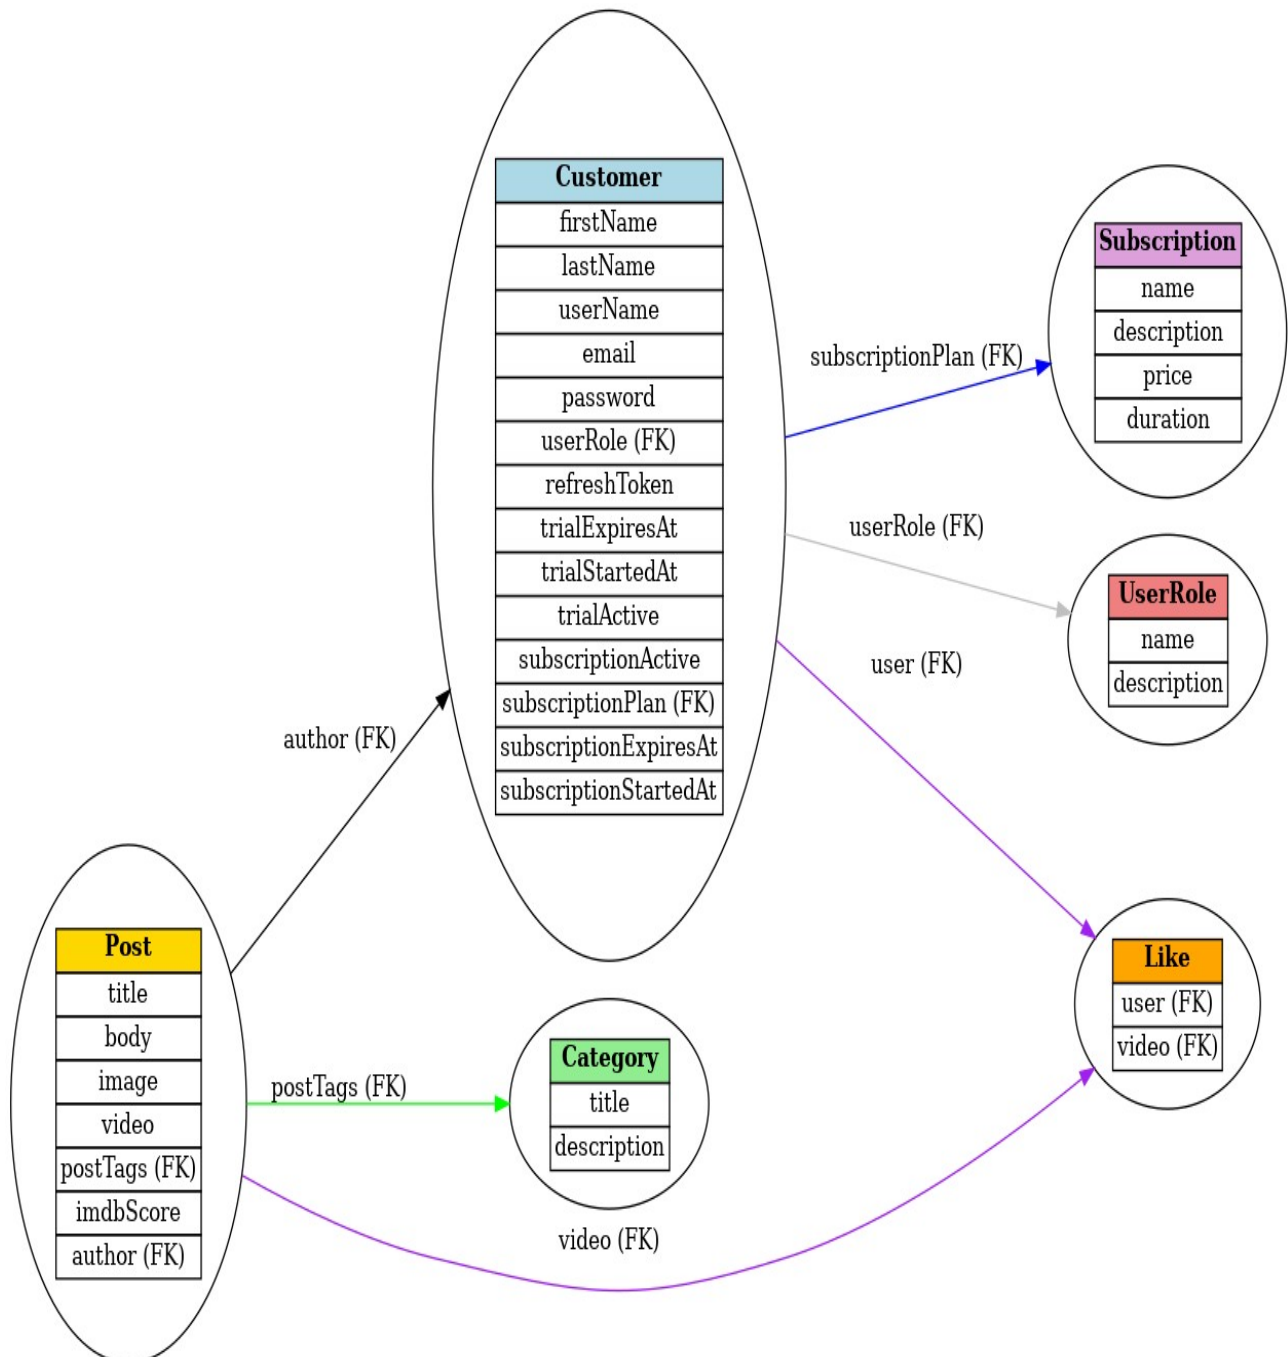 Customer
firstName
lastName
userName
email
password
userRole (FK)
refreshToken
trialExpiresAt
trialStartedAt
trialActive
subscriptionActive
subscriptionPlan (FK)
subscriptionExpiresAt
subscriptionStartedAt
Subscription
name
description
price
duration
subscriptionPlan (FK)
userRole (FK)
UserRole
name
description
user (FK)
author (FK)
Post
title
body
image
video
postTags (FK)
imdbScore
author (FK)
postTags (FK)
Category
title
description
Like
user (FK)
video (FK)
video (FK)